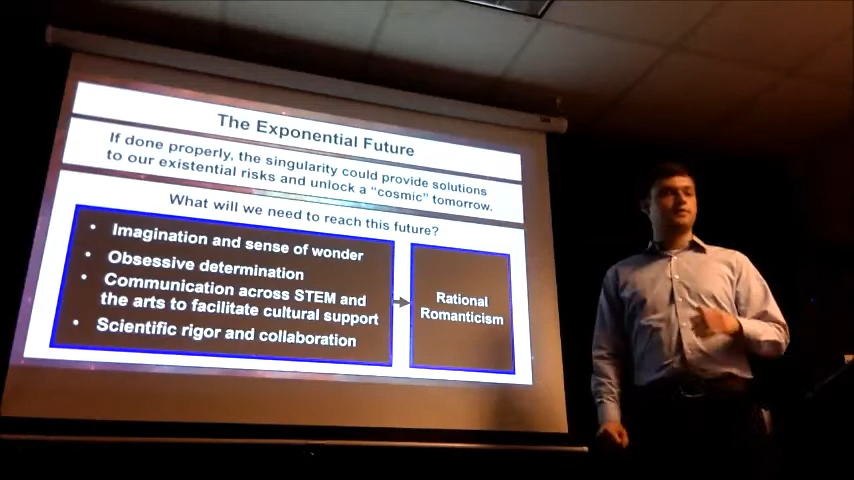 The Exponential Future
If done properly, the singularity could provide solutions
to our existential risks and unlock a “cosmic” tomorrow.
What will we need to reach this future?
• Imagination and sense of wonder
• Obsessive determination
• Communication across STEM and
the arts to facilitate cultural support
• Scientific rigor and collaboration
Rational
Romanticism